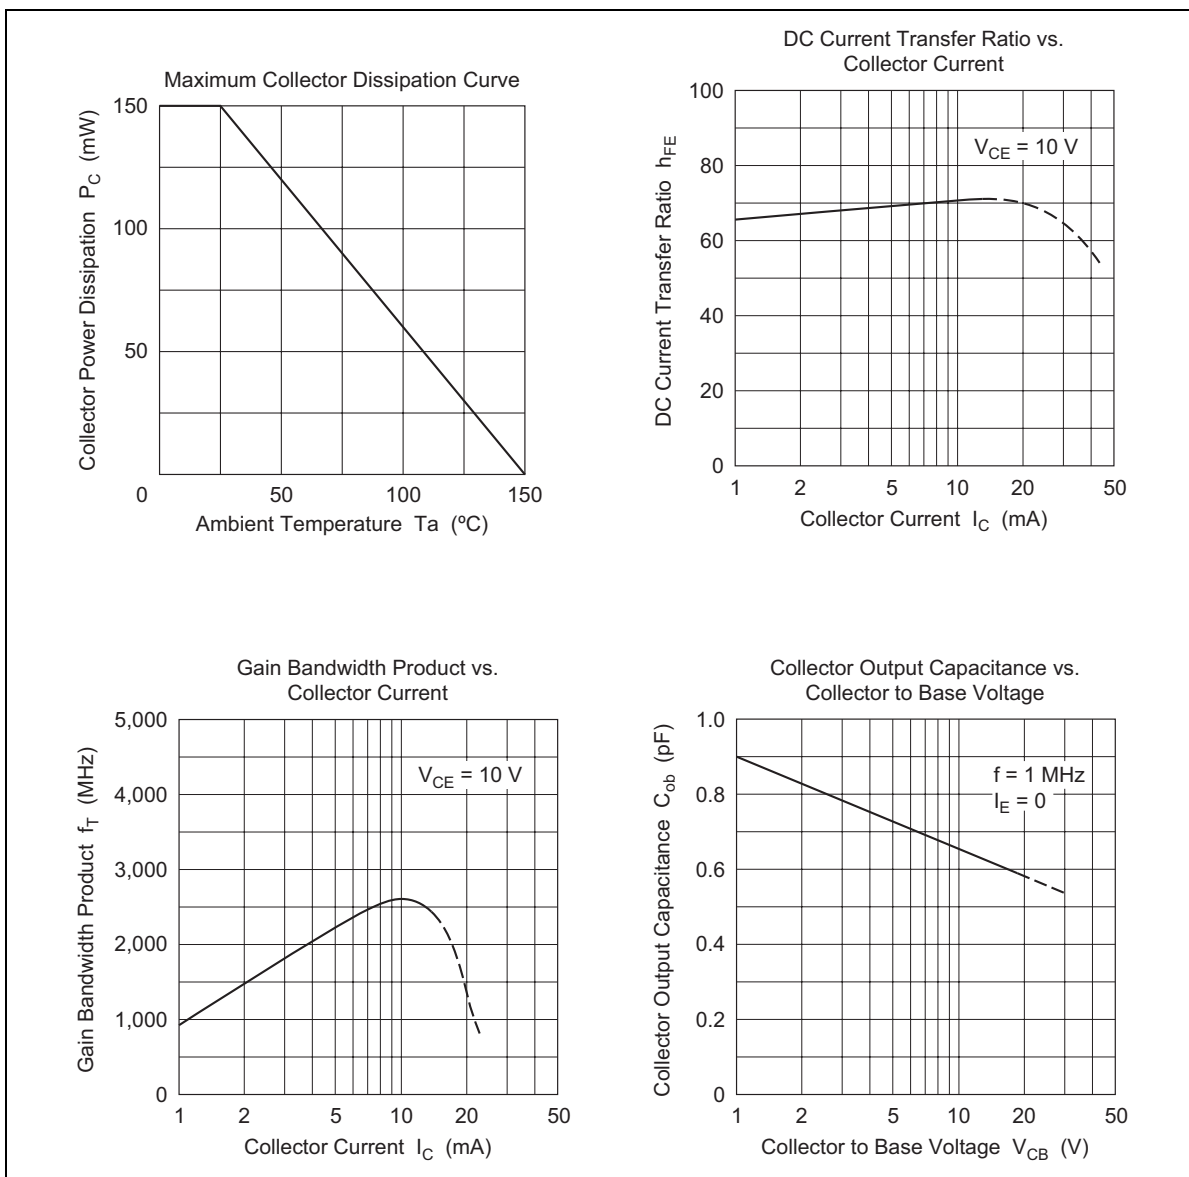 Maximum Collector Dissipation Curve
Collector Power Dissipation P_C (mW)
150
100
50
0
50
100
150
Ambient Temperature Ta (ºC)
DC Current Transfer Ratio vs.
Collector Current
DC Current Transfer Ratio h_FE
100
80
60
40
20
0
V_CE = 10 V
1
2
5
10
20
50
Collector Current I_C (mA)
Gain Bandwidth Product vs.
Collector Current
Gain Bandwidth Product f_T (MHz)
5,000
4,000
3,000
2,000
1,000
0
V_CE = 10 V
1
2
5
10
20
50
Collector Current I_C (mA)
Collector Output Capacitance vs.
Collector to Base Voltage
Collector Output Capacitance C_ob (pF)
1.0
0.8
0.6
0.4
0.2
0
f = 1 MHz
I_E = 0
1
2
5
10
20
50
Collector to Base Voltage V_CB (V)